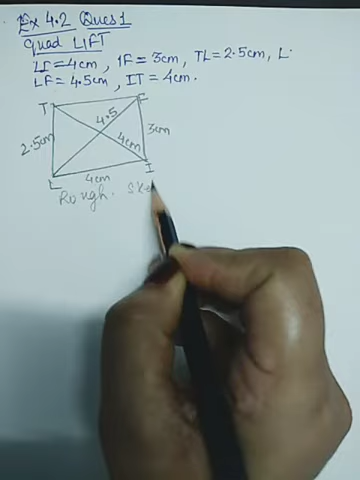 Ex 4.2 Ques 1
Quad LIFT
LI = 4cm, IF = 3cm, TL = 2.5cm, L.
LF = 4.5cm, IT = 4cm.
T F
4.5
2.5cm 4cm 3cm
L 4cm I
Rough. Ske